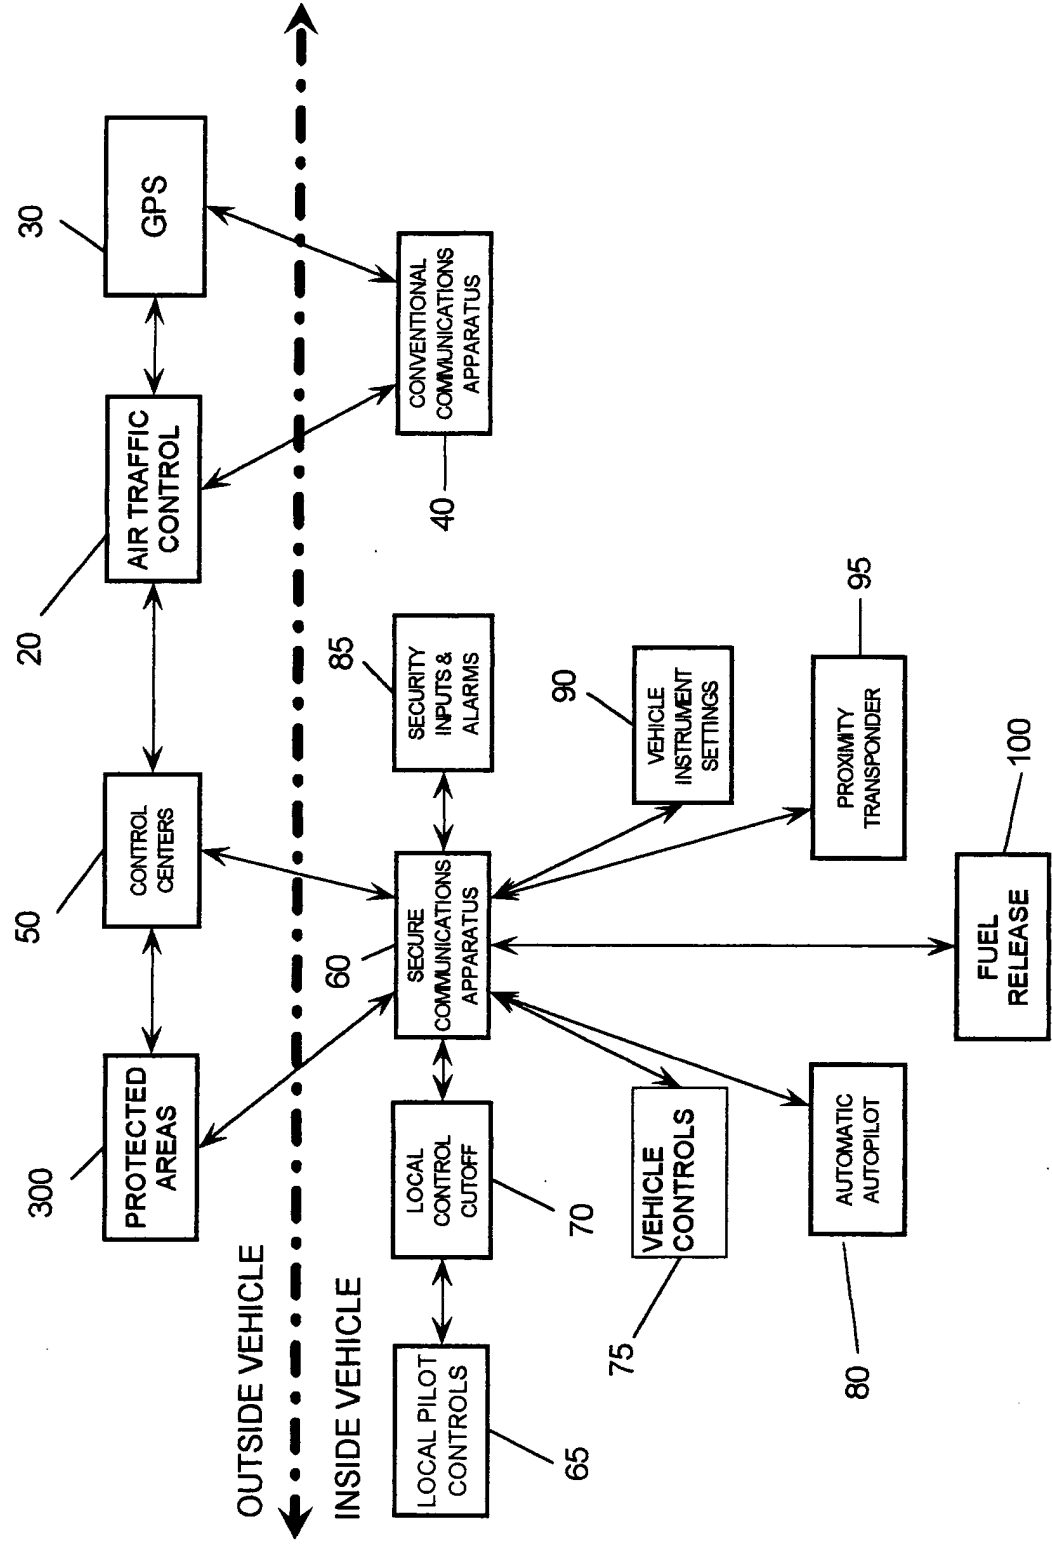 300
PROTECTED
AREAS
50
CONTROL
CENTERS
20
AIR TRAFFIC
CONTROL
30
GPS
OUTSIDE VEHICLE
INSIDE VEHICLE
LOCAL PILOT
CONTROLS
65
LOCAL
CONTROL
CUTOFF
70
60
SECURE
COMMUNICATIONS
APPARATUS
85
SECURITY
INPUTS &
ALARMS
CONVENTIONAL
COMMUNICATIONS
APPARATUS
40
75
VEHICLE
CONTROLS
90
VEHICLE
INSTRUMENT
SETTINGS
80
AUTOMATIC
AUTOPILOT
PROXIMITY
TRANSPONDER
95
FUEL
RELEASE
100